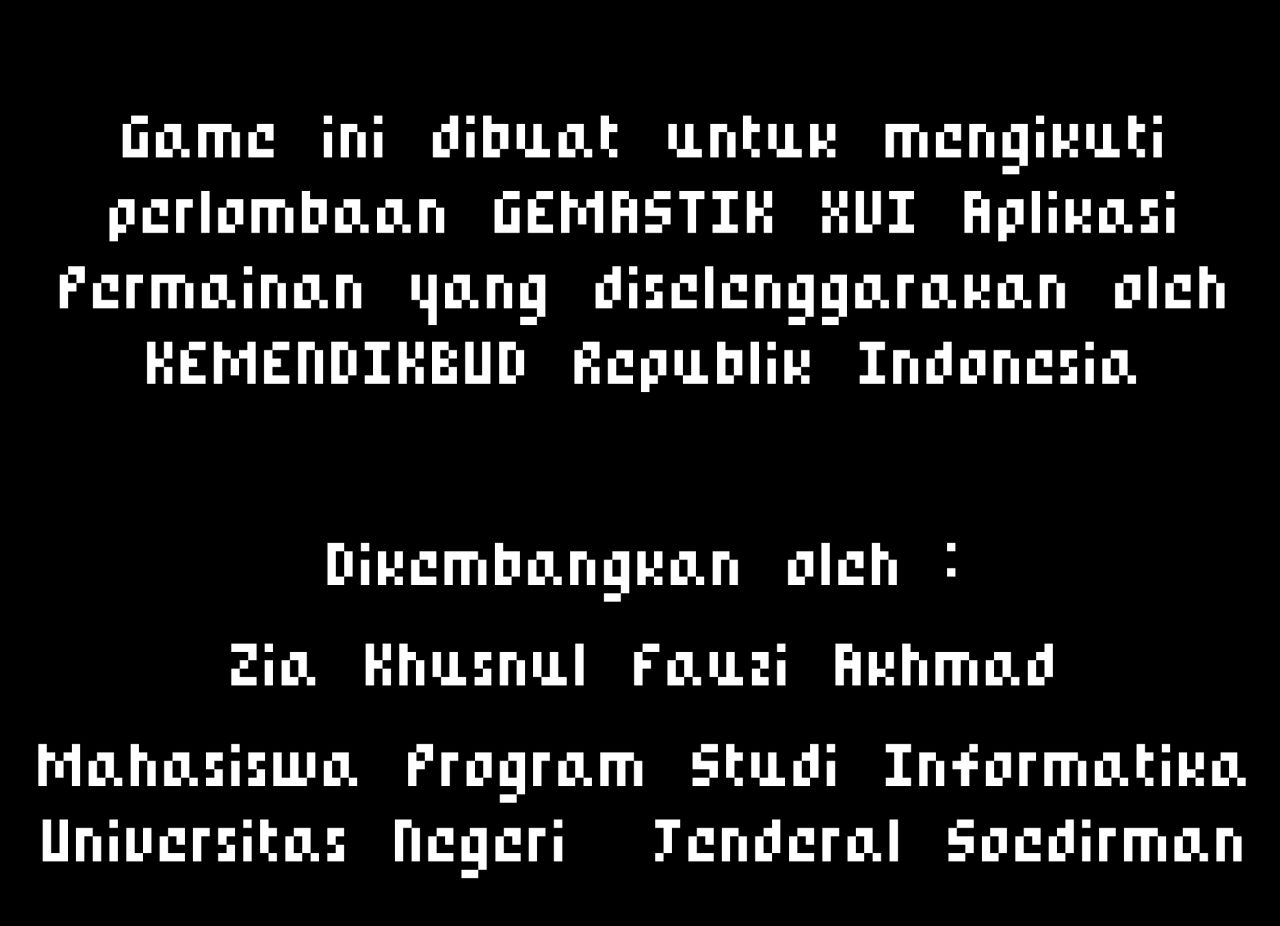 Game ini dibuat untuk mengikuti
perlombaan GEMASTIK XVI Aplikasi
Permainan yang diselenggarakan oleh
KEMENDIKBUD Republik Indonesia
Dikembangkan oleh :
Zia Khusnul Fauzi Akhmad
Mahasiswa Program Studi Informatika
Universitas Negeri Jenderal Soedirman